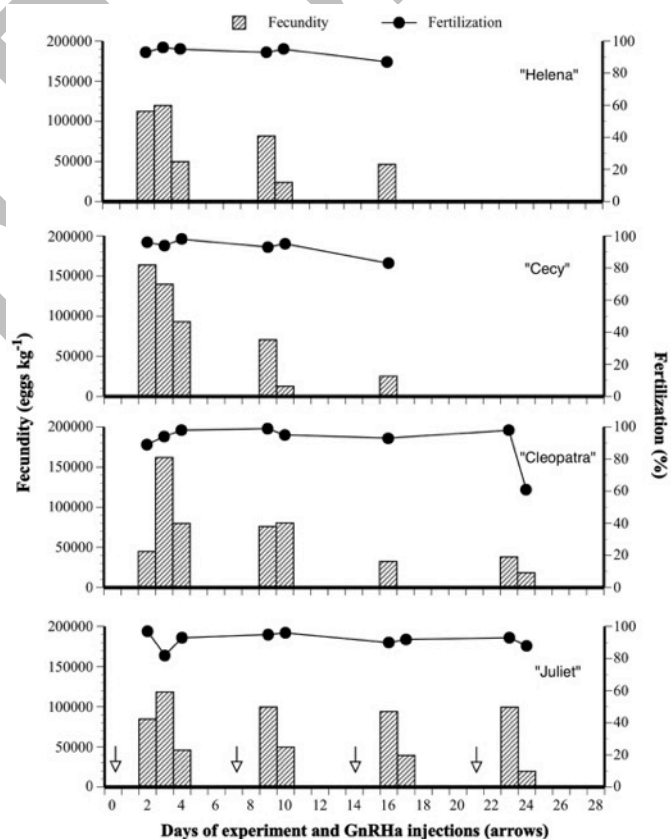 Fecundity Fertilization
200000 100
150000 80
100000 60
50000 40
0 20
0
"Helena"
200000 100
150000 80
100000 60
50000 40
0 20
0
"Cecy"
200000 100
150000 80
100000 60
50000 40
0 20
0
"Cleopatra"
200000 100
150000 80
100000 60
50000 40
0 20
0
"Juliet"
Fecundity (eggs kg⁻¹)
Fertilization (%)
0 2 4 6 8 10 12 14 16 18 20 22 24 26 28
Days of experiment and GnRHa injections (arrows)